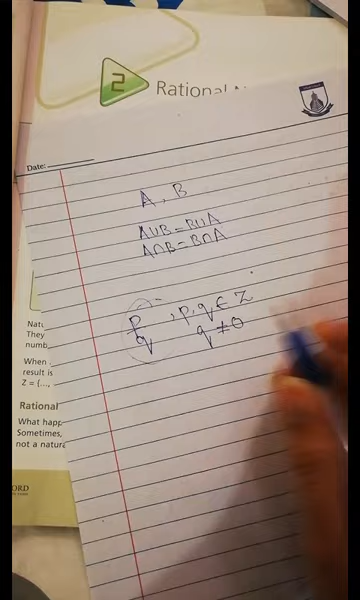 2 Rational
Date:
A, B
A∪B = B∪A
A∩B = B∩A
p/q , p, q ∈ Z
q ≠ 0
Natu
They
numb
When
result is
Z = {...,
Rational
What happ
Sometimes,
not a natura
ORD